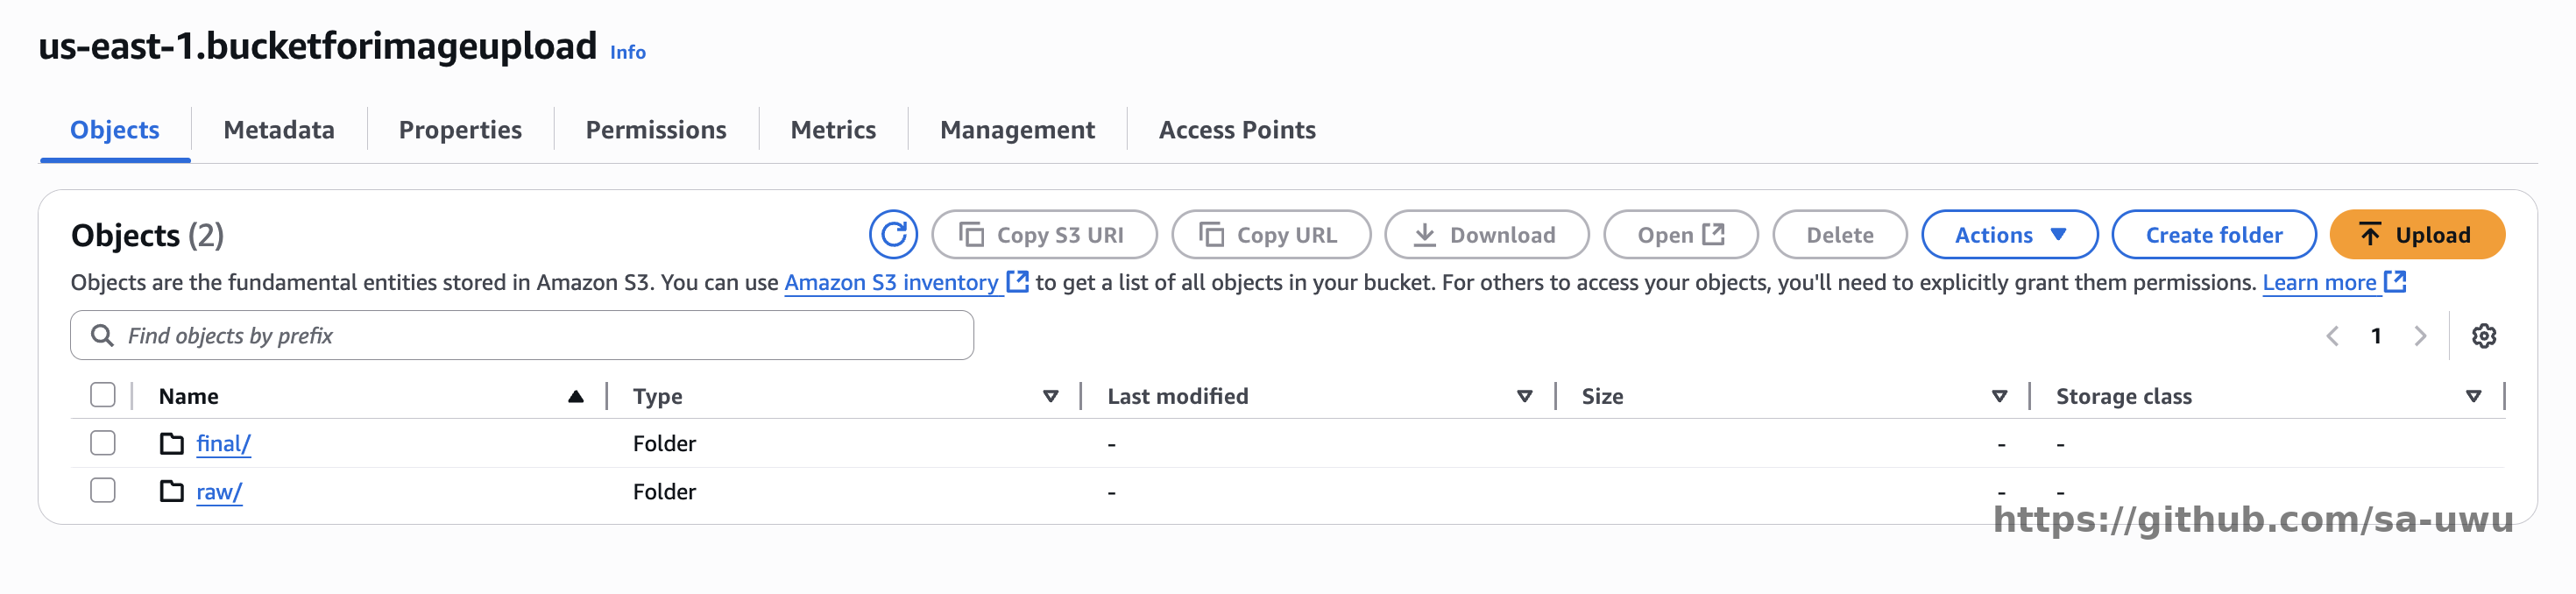 us-east-1.bucketforimageupload Info
Objects Metadata Properties Permissions Metrics Management Access Points
Objects (2) Copy S3 URI Copy URL Download Open Delete Actions Create folder Upload
Objects are the fundamental entities stored in Amazon S3. You can use Amazon S3 inventory to get a list of all objects in your bucket. For others to access your objects, you'll need to explicitly grant them permissions. Learn more
Find objects by prefix 1
Name Type Last modified Size Storage class
final/ Folder - - -
raw/ Folder - - -
https://github.com/sa-uwu